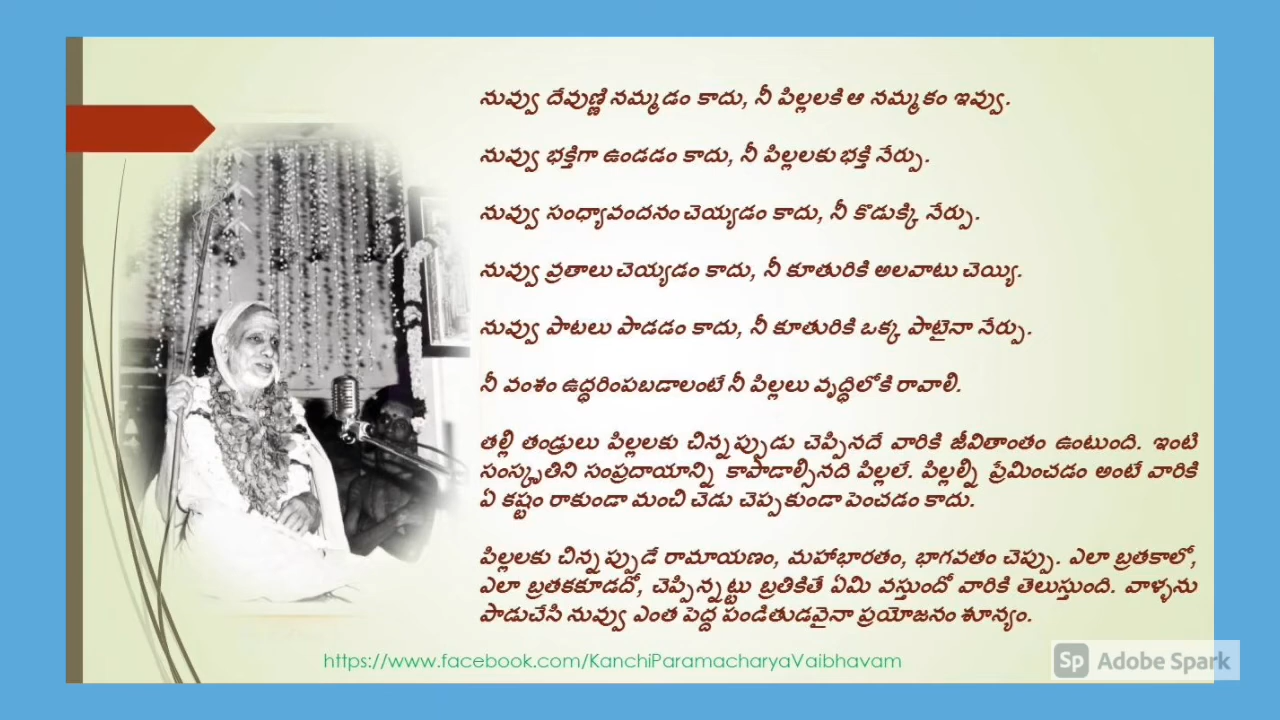 నువ్వు దేవుణ్ణి నమ్మడం కాదు, నీ పిల్లలకి ఆ నమ్మకం ఇవ్వు.
నువ్వు భక్తిగా ఉండడం కాదు, నీ పిల్లలకు భక్తి నేర్పు.
నువ్వు సంధ్యావందనం చెయ్యడం కాదు, నీ కొడుక్కి నేర్పు.
నువ్వు వ్రతాలు చెయ్యడం కాదు, నీ కూతురికి అలవాటు చెయ్యి.
నువ్వు పాటలు పాడడం కాదు, నీ కూతురికి ఒక్క పాటైనా నేర్పు.
నీ వంశం ఉద్ధరింపబడాలంటే నీ పిల్లలు వృద్ధిలోకి రావాలి.
తల్లి తండ్రులు పిల్లలకు చిన్నప్పుడు చెప్పినదే వారికి జీవితాంతం ఉంటుంది. ఇంటి
సంస్కృతిని సంప్రదాయాన్ని కాపాడాల్సినది పిల్లలే. పిల్లల్ని ప్రేమించడం అంటే వారికి
ఏ కష్టం రాకుండా మంచి చెడు చెప్పకుండా పెంచడం కాదు.
పిల్లలకు చిన్నప్పుడే రామాయణం, మహాభారతం, భాగవతం చెప్పు. ఎలా బ్రతకాలో,
ఎలా బ్రతకకూడదో, చెప్పిన్నట్టు బ్రతికితే ఏమి వస్తుందో వారికి తెలుస్తుంది. వాళ్ళను
పాడుచేసి నువ్వు ఎంత పెద్ద పండితుడవైనా ప్రయోజనం శూన్యం.
https://www.facebook.com/KanchiParamacharyaVaibhavam
Sp Adobe Spark